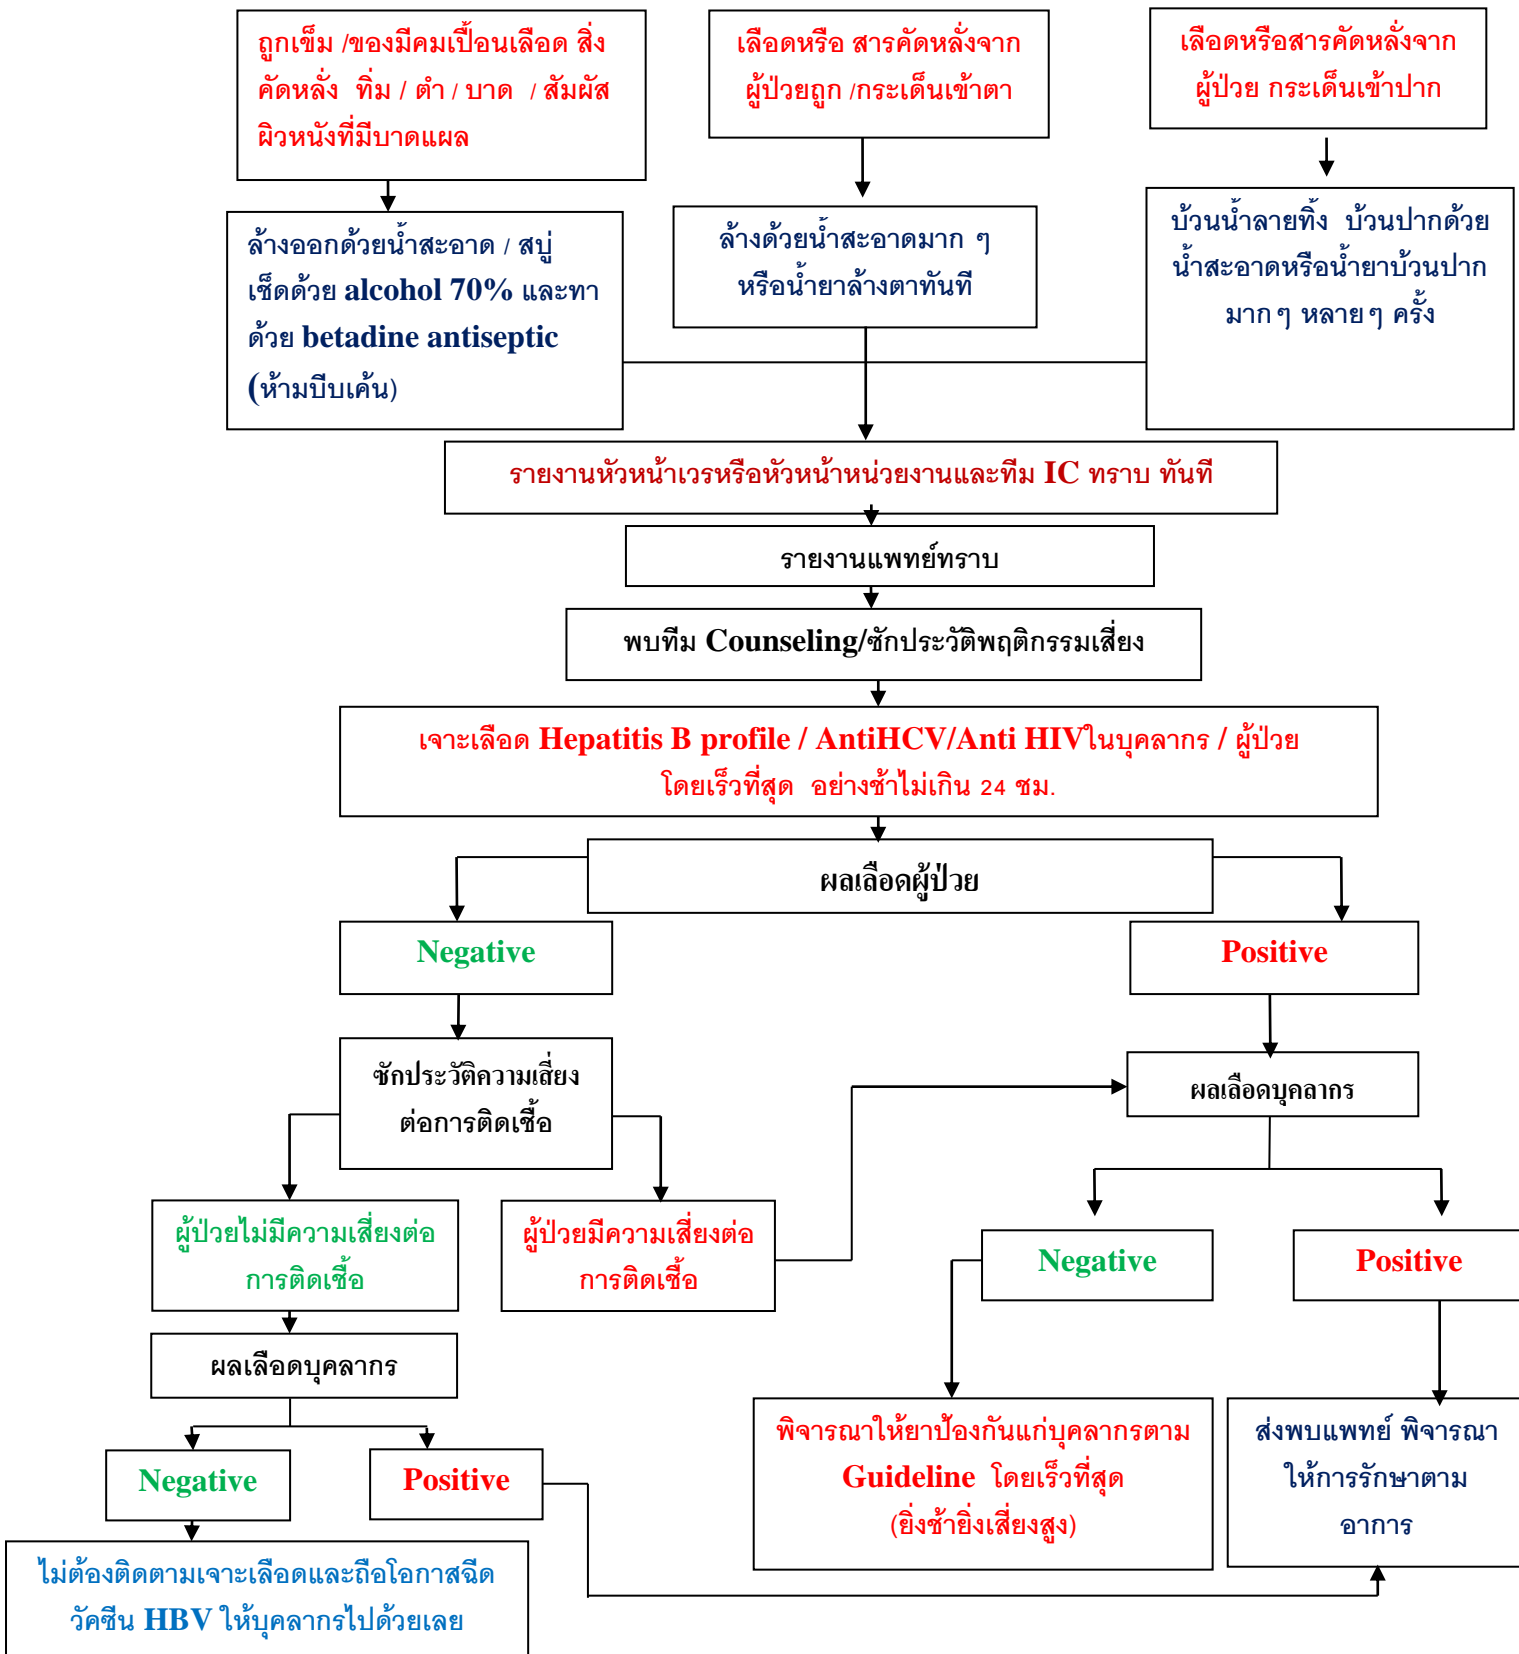 ถูกเข็ม /ของมีคมเปื้อนเลือด สิ่ง
คัดหลั่ง ทิ่ม / ตำ / บาด / สัมผัส
ผิวหนังที่มีบาดแผล
เลือดหรือ สารคัดหลั่งจาก
ผู้ป่วยถูก /กระเด็นเข้าตา
เลือดหรือสารคัดหลั่งจาก
ผู้ป่วย กระเด็นเข้าปาก
ล้างออกด้วยน้ำสะอาด / สบู่
เช็ดด้วย alcohol 70% และทา
ด้วย betadine antiseptic
(ห้ามบีบเค้น)
ล้างด้วยน้ำสะอาดมาก ๆ
หรือน้ำยาล้างตาทันที
บ้วนน้ำลายทิ้ง บ้วนปากด้วย
น้ำสะอาดหรือน้ำยาบ้วนปาก
มาก ๆ หลาย ๆ ครั้ง
รายงานหัวหน้าเวรหรือหัวหน้าหน่วยงานและทีม IC ทราบ ทันที
รายงานแพทย์ทราบ
พบทีม Counseling/ซักประวัติพฤติกรรมเสี่ยง
เจาะเลือด Hepatitis B profile / AntiHCV/Anti HIVในบุคลากร / ผู้ป่วย
โดยเร็วที่สุด อย่างช้าไม่เกิน 24 ชม.
ผลเลือดผู้ป่วย
Negative
Positive
ซักประวัติความเสี่ยง
ต่อการติดเชื้อ
ผลเลือดบุคลากร
ผู้ป่วยไม่มีความเสี่ยงต่อ
การติดเชื้อ
ผู้ป่วยมีความเสี่ยงต่อ
การติดเชื้อ
Negative
Positive
ผลเลือดบุคลากร
Negative
Positive
พิจารณาให้ยาป้องกันแก่บุคลากรตาม
Guideline โดยเร็วที่สุด
(ยิ่งช้ายิ่งเสี่ยงสูง)
ส่งพบแพทย์ พิจารณา
ให้การรักษาตาม
อาการ
ไม่ต้องติดตามเจาะเลือดและถือโอกาสฉีด
วัคซีน HBV ให้บุคลากรไปด้วยเลย